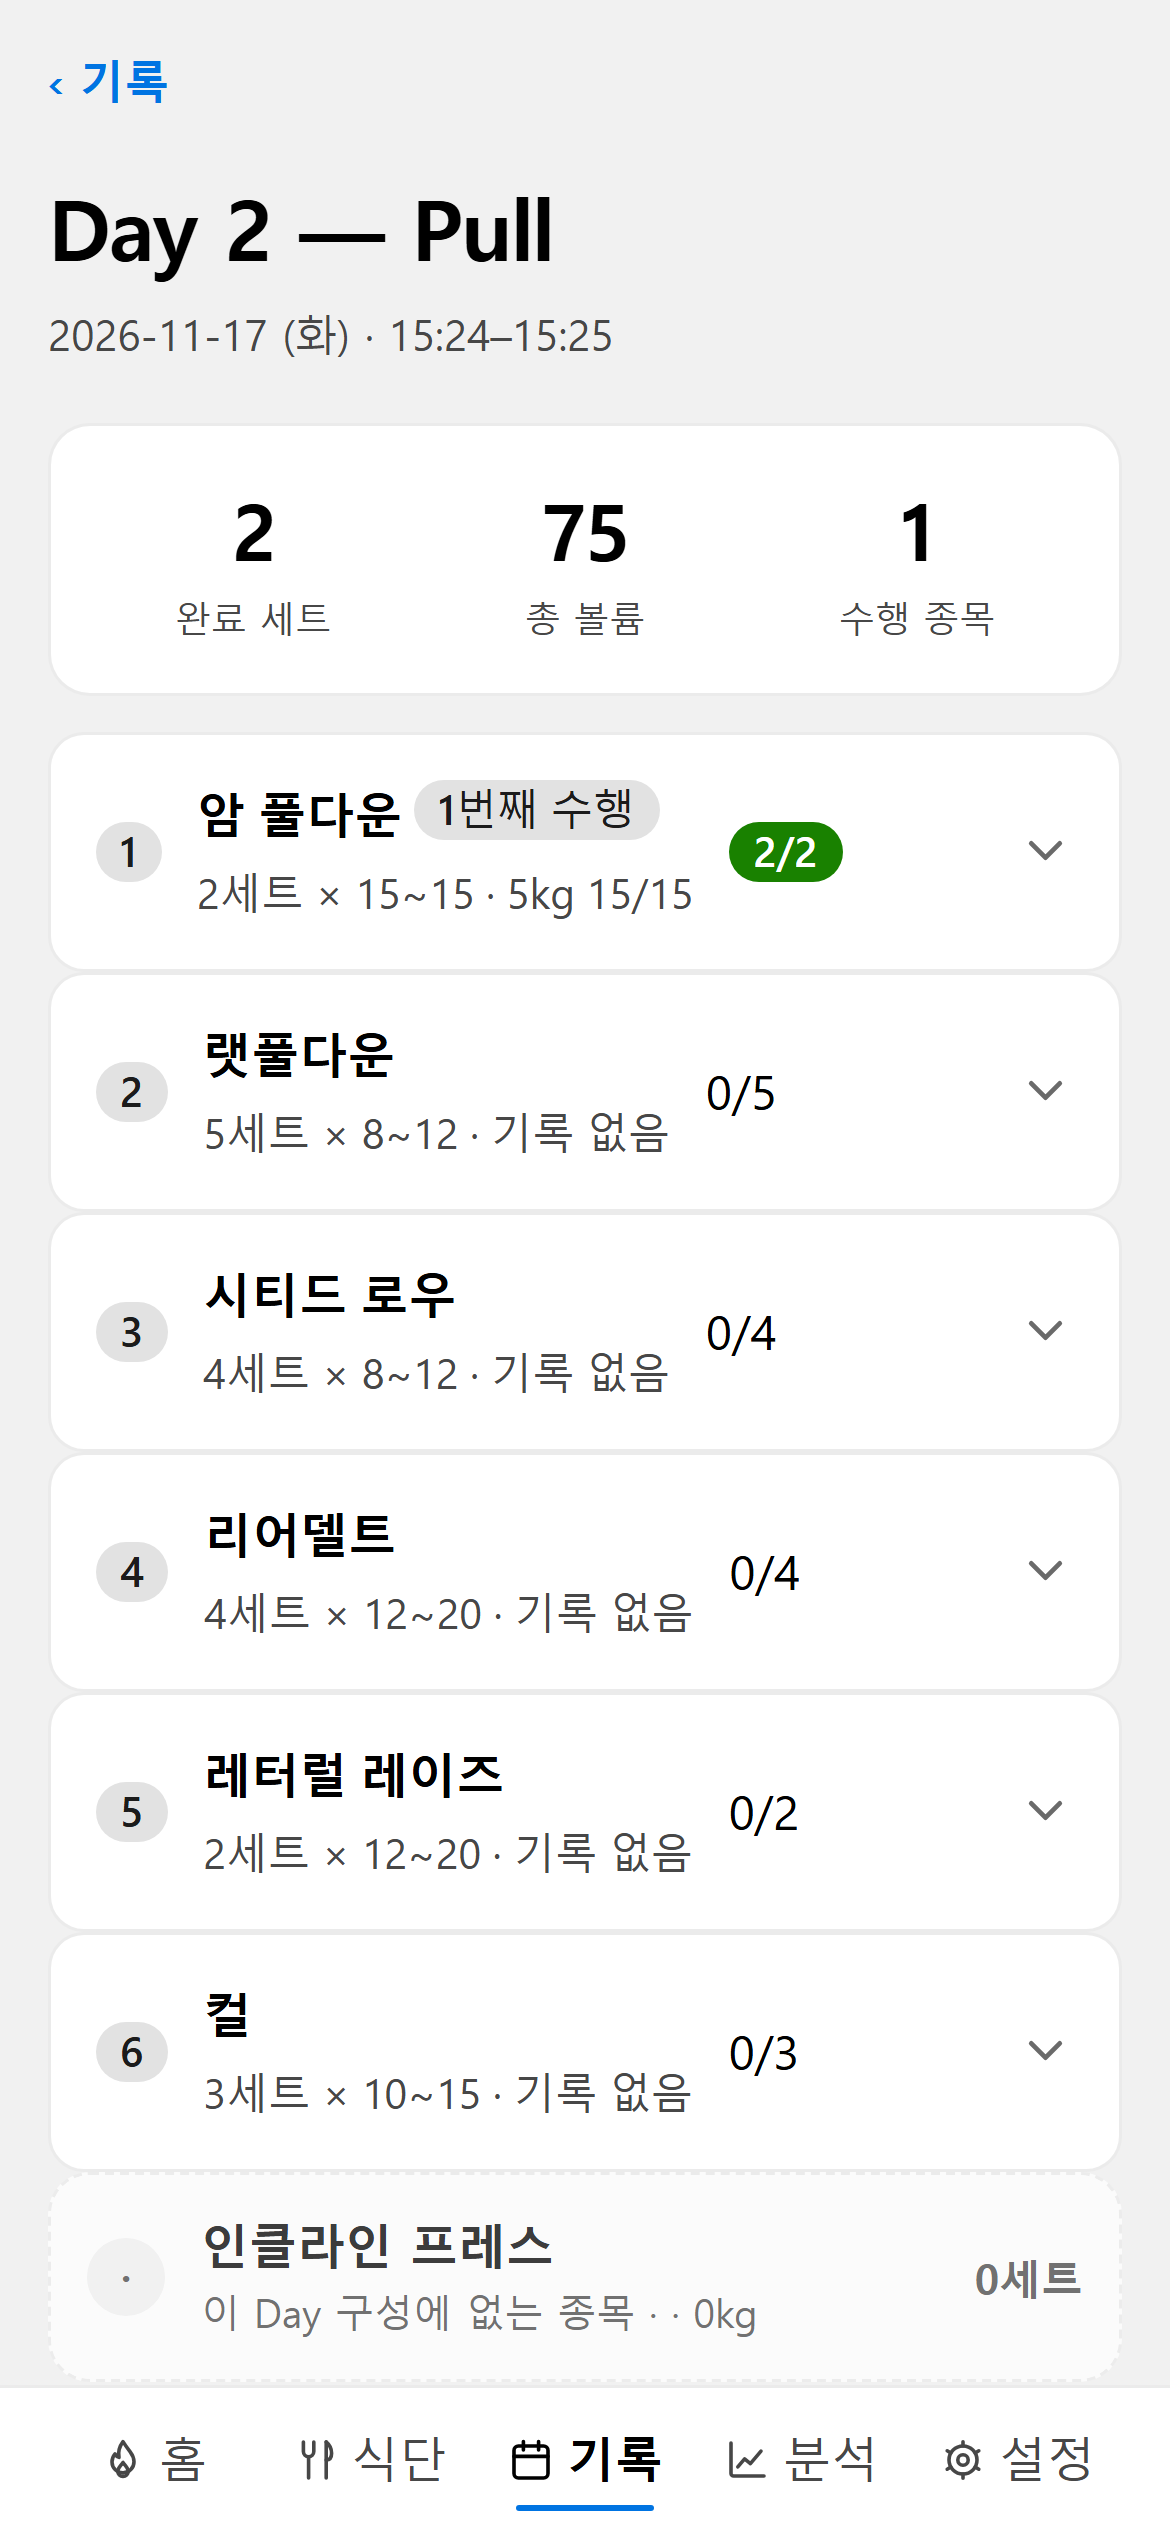 ‹ 기록
Day 2 — Pull
2026-11-17 (화) · 15:24–15:25
2 75 1
완료 세트 총 볼륨 수행 종목
1 암 풀다운 1번째 수행 2/2
2세트 × 15~15 · 5kg 15/15
2 랫풀다운 0/5
5세트 × 8~12 · 기록 없음
3 시티드 로우 0/4
4세트 × 8~12 · 기록 없음
4 리어델트 0/4
4세트 × 12~20 · 기록 없음
5 레터럴 레이즈 0/2
2세트 × 12~20 · 기록 없음
6 컬 0/3
3세트 × 10~15 · 기록 없음
· 인클라인 프레스 0세트
이 Day 구성에 없는 종목 · · 0kg
홈 식단 기록 분석 설정